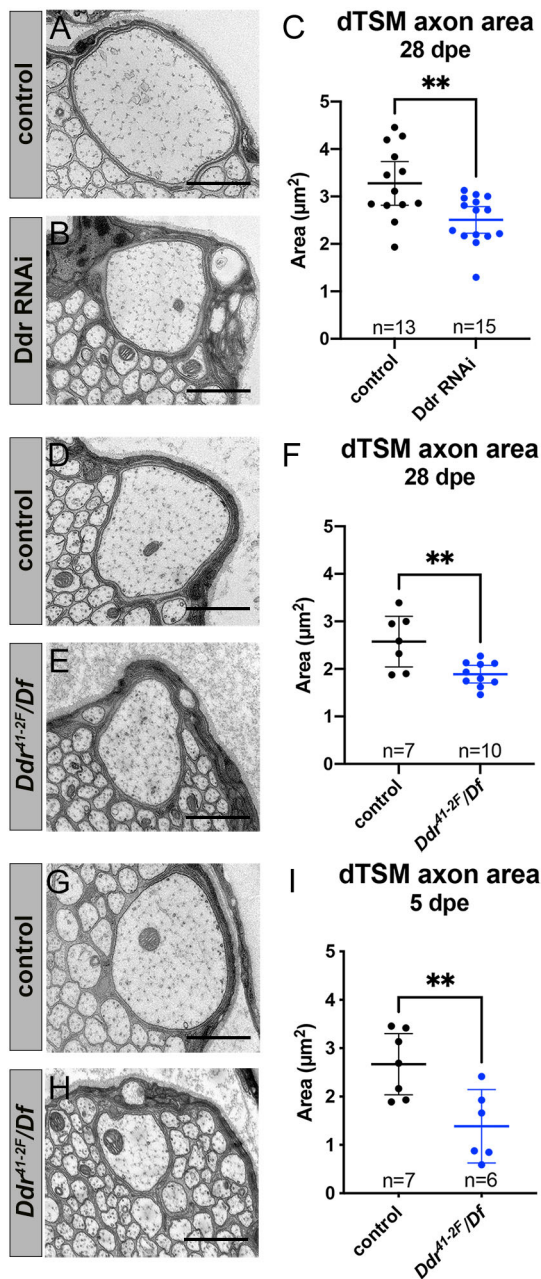 control
A
C
dTSM axon area
28 dpe
**
Area (µm²)
5
4
3
2
1
0
n=13
n=15
control
Ddr RNAi
Ddr RNAi
B
control
D
F
dTSM axon area
28 dpe
**
Area (µm²)
5
4
3
2
1
0
n=7
n=10
control
Ddr⁴¹⁻²ᶠ/Df
Ddr⁴¹⁻²ᶠ/Df
E
control
G
I
dTSM axon area
5 dpe
**
Area (µm²)
5
4
3
2
1
0
n=7
n=6
control
Ddr⁴¹⁻²ᶠ/Df
Ddr⁴¹⁻²ᶠ/Df
H